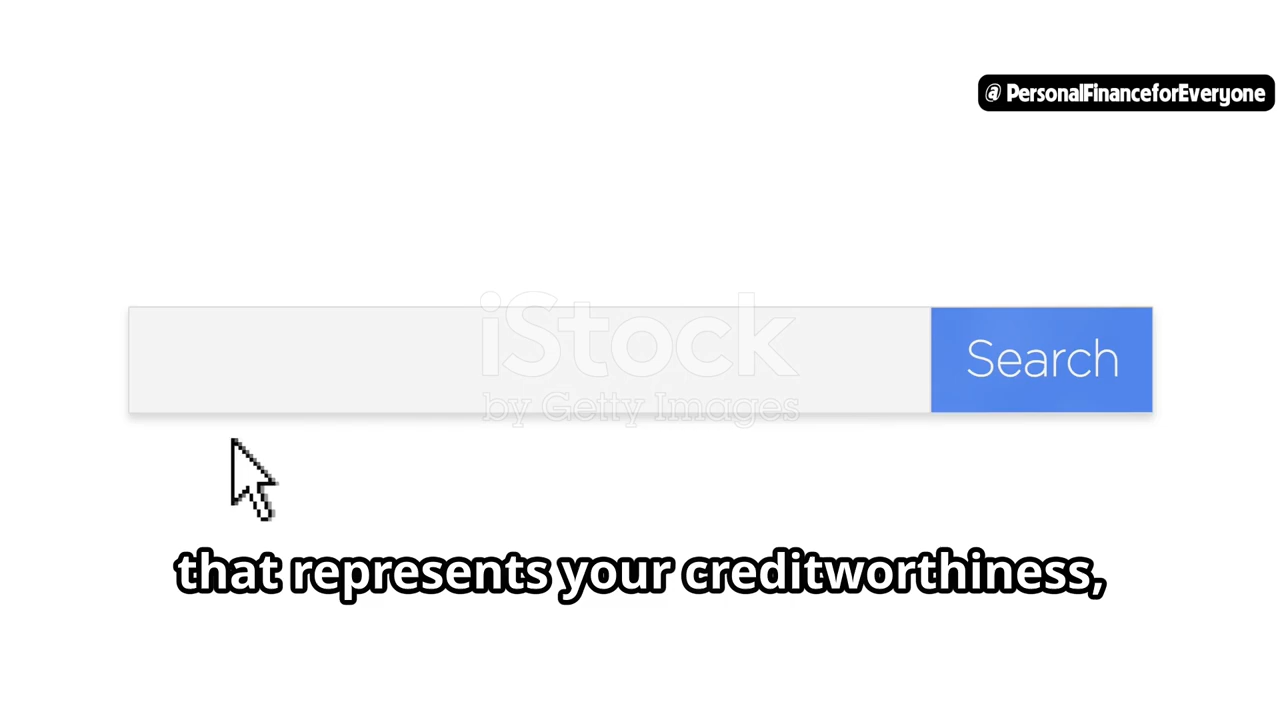 @ PersonalFinanceforEveryone
iStock
Search
by Getty Images
that represents your creditworthiness,